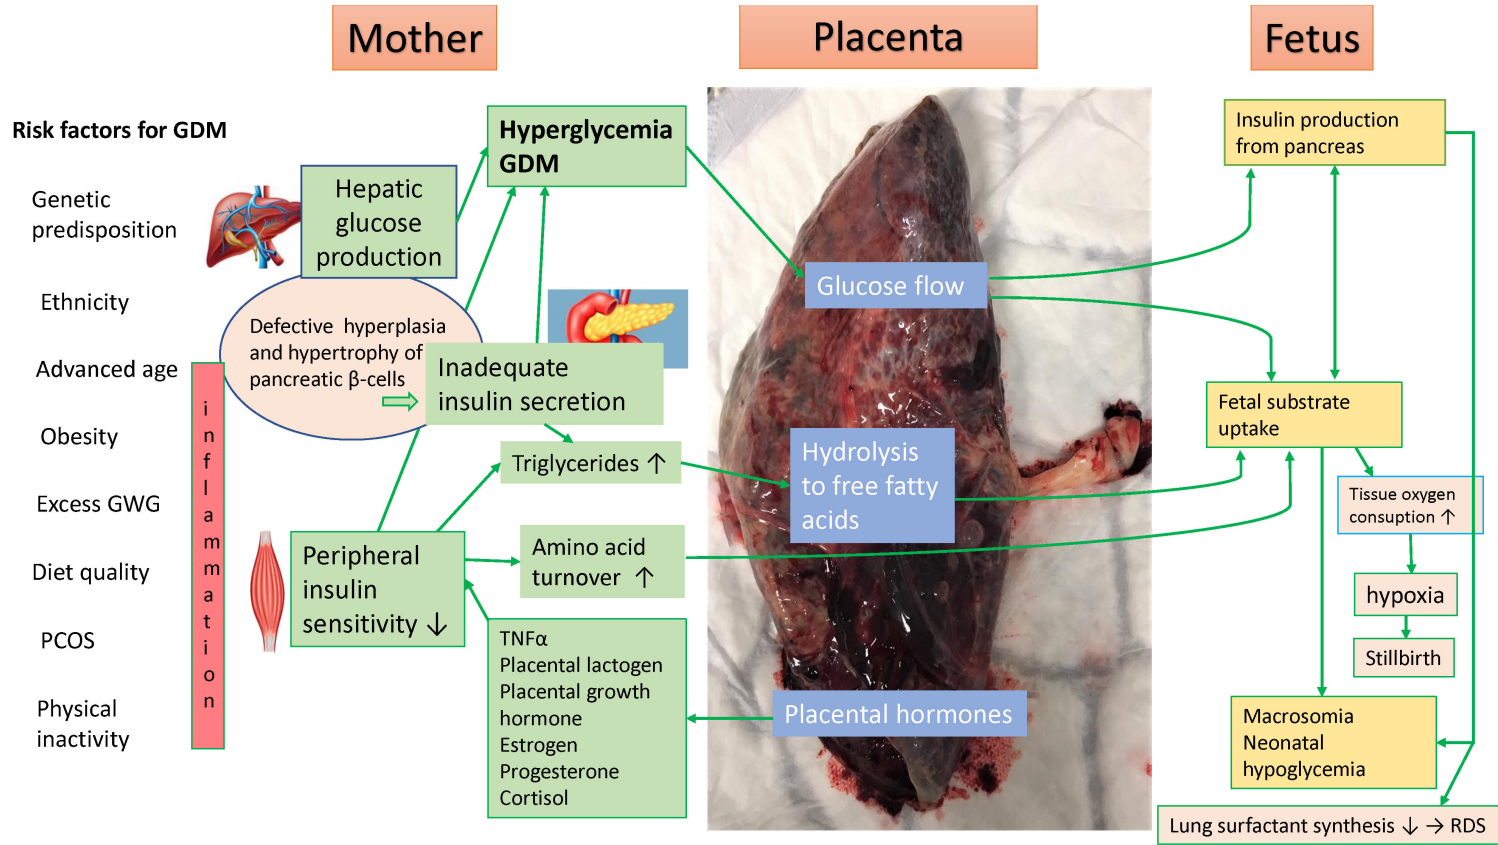 Mother
Placenta
Fetus
Risk factors for GDM
Genetic
predisposition
Ethnicity
Advanced age
Obesity
Excess GWG
Diet quality
PCOS
Physical
inactivity
inflammation
Hepatic
glucose
production
Defective hyperplasia
and hypertrophy of
pancreatic β-cells
Hyperglycemia
GDM
Inadequate
insulin secretion
Triglycerides ↑
Peripheral
insulin
sensitivity ↓
Amino acid
turnover ↑
TNFα
Placental lactogen
Placental growth
hormone
Estrogen
Progesterone
Cortisol
Glucose flow
Hydrolysis
to free fatty
acids
Placental hormones
Insulin production
from pancreas
Fetal substrate
uptake
Tissue oxygen
consuption ↑
hypoxia
Stillbirth
Macrosomia
Neonatal
hypoglycemia
Lung surfactant synthesis ↓ → RDS